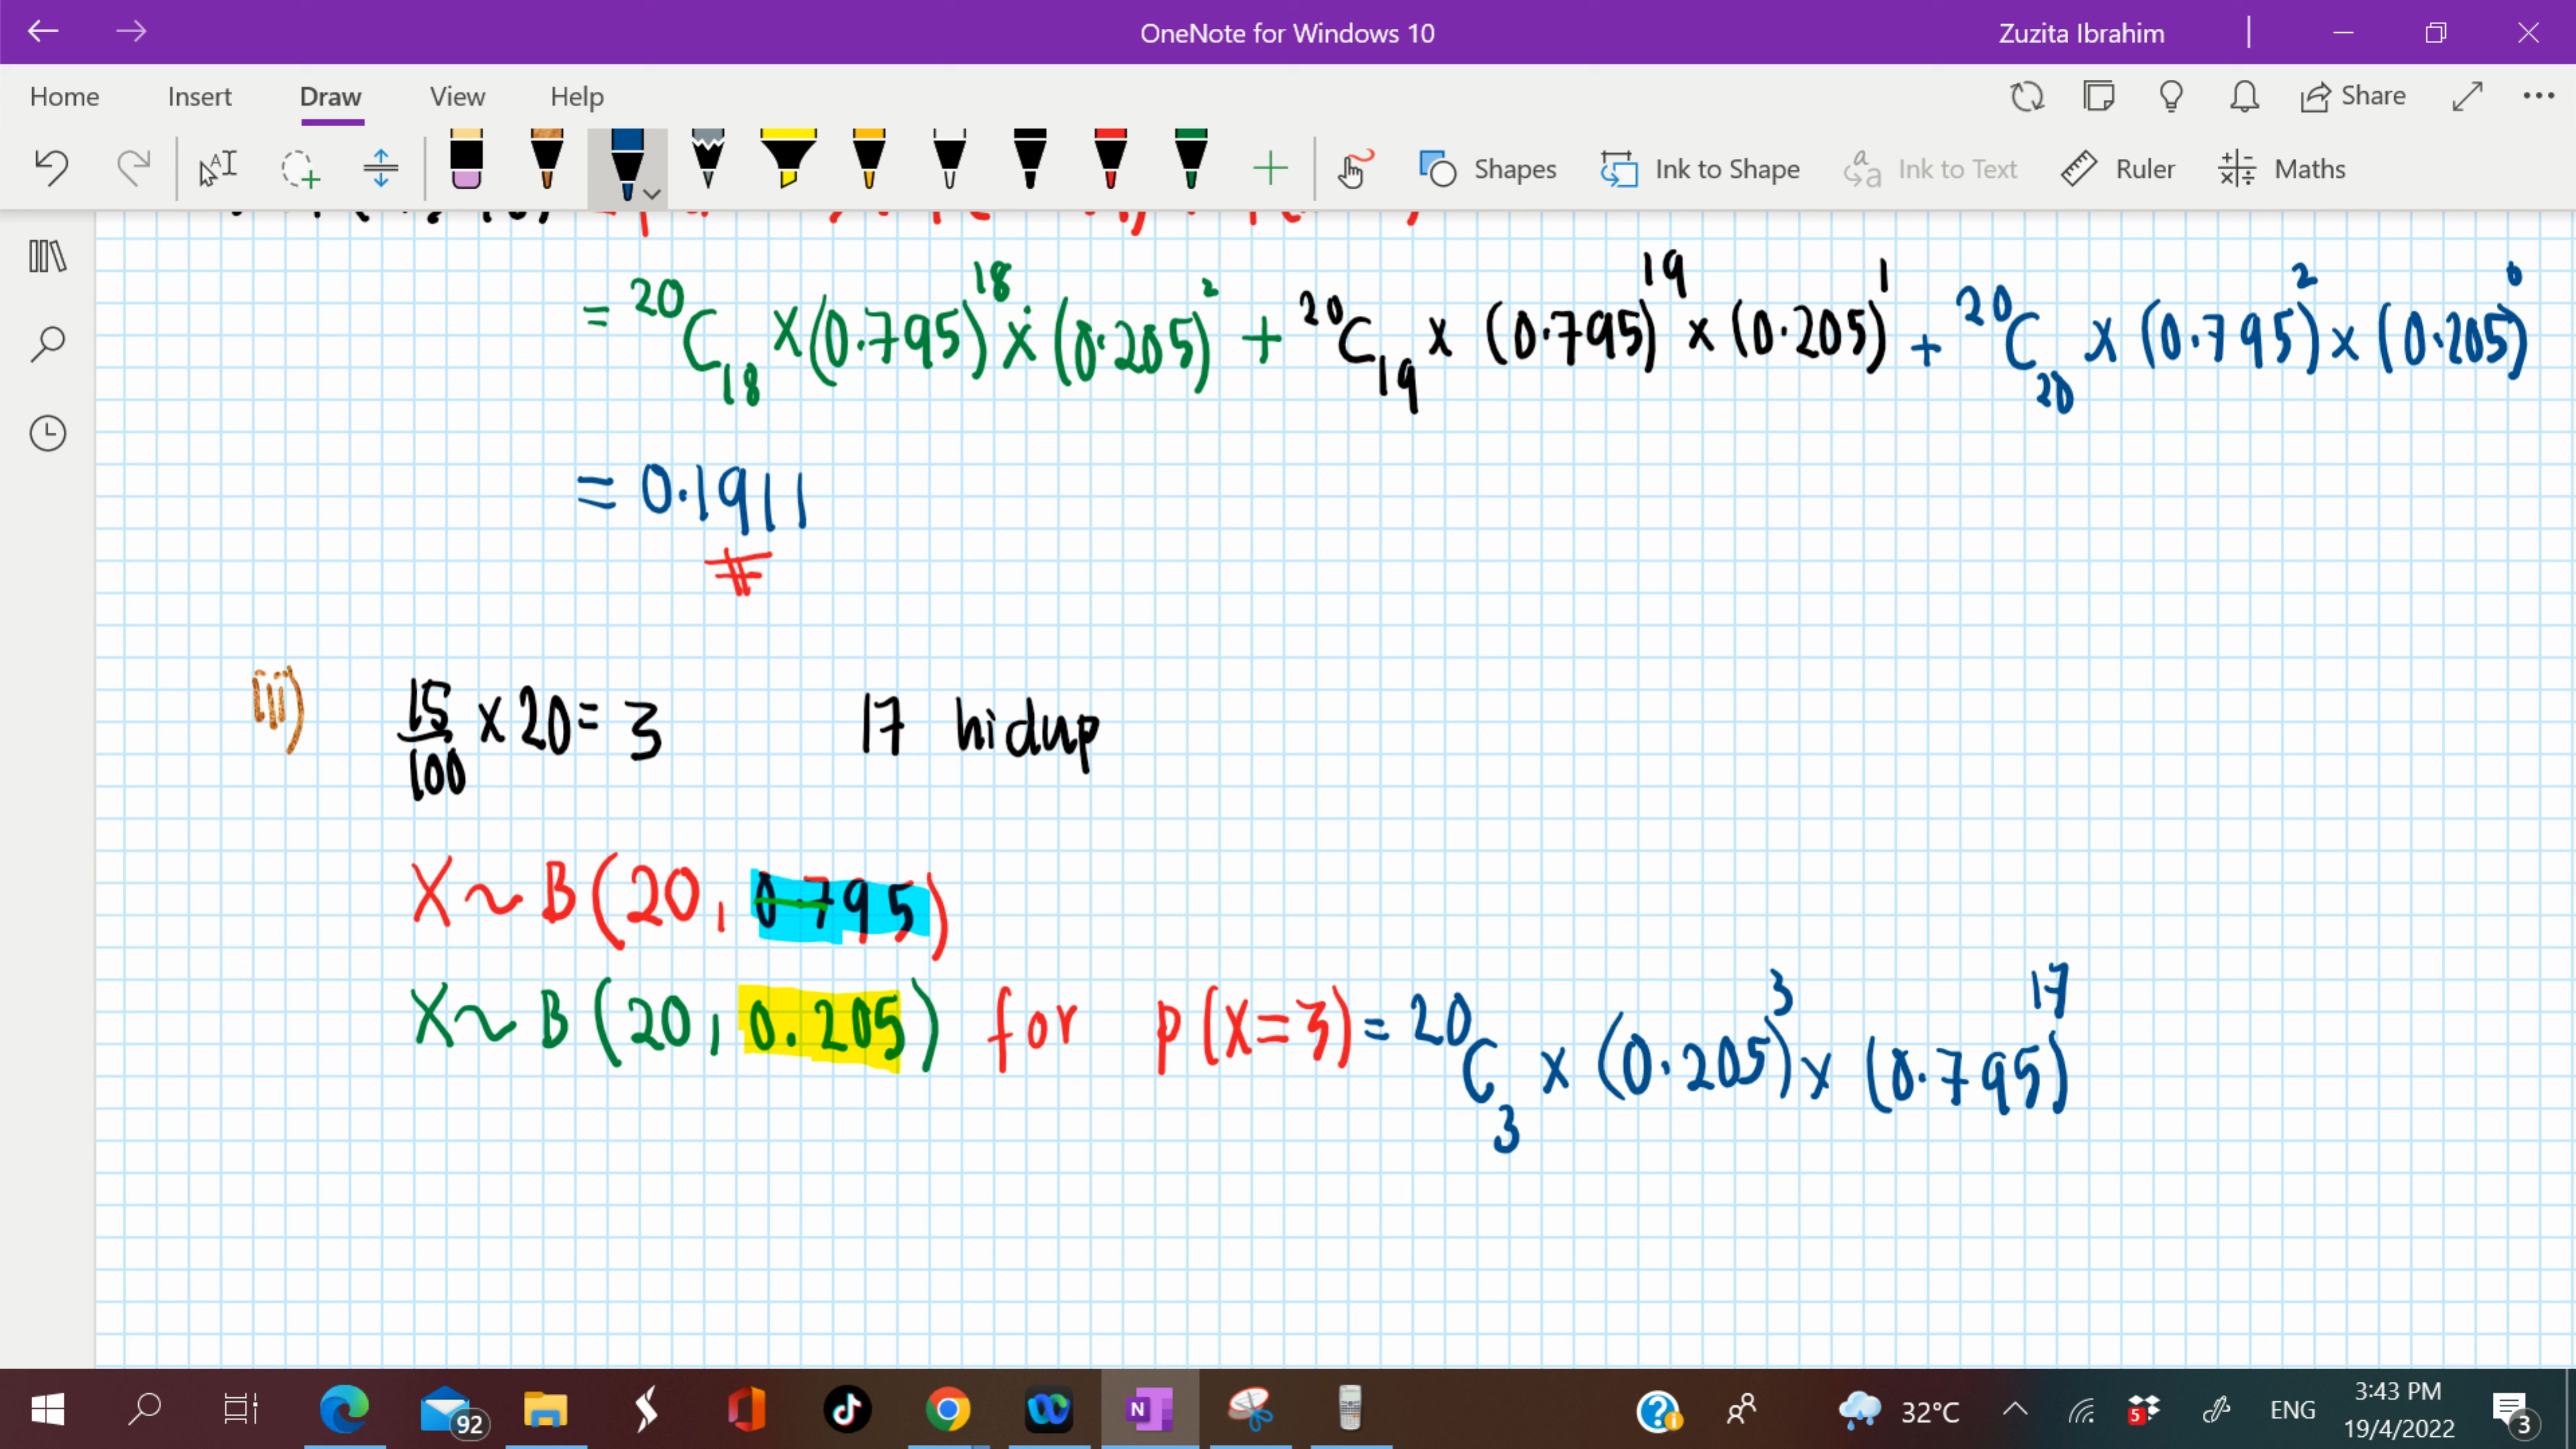 OneNote for Windows 10
Zuzita Ibrahim
Home Insert Draw View Help
Share
Shapes Ink to Shape Ink to Text Ruler Maths
= ²⁰C₁₈ × (0.795)¹⁸ × (0.205)² + ²⁰C₁₉ × (0.795)¹⁹ × (0.205)¹ + ²⁰C₂₀ × (0.795)² × (0.205)⁰
= 0.1911
15/100 × 20 = 3 17 hidup
X ~ B(20, 0.795)
X ~ B(20, 0.205) for p(X=3) = ²⁰C₃ × (0.205)³ × (0.795)¹⁷
92
32°C
5
ENG
3:43 PM
19/4/2022
3